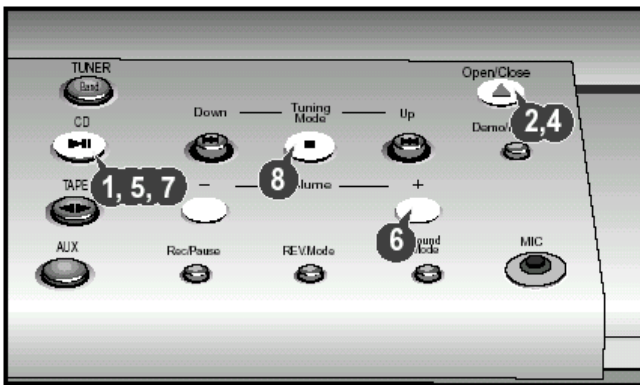 TUNER
Band
Open/Close
2,4
CD
Down
Tuning
Mode
Up
Demo/
1, 5, 7
8
TAPE
-
+
6
AUX
Rec/Pause
REV.Mode
MIC